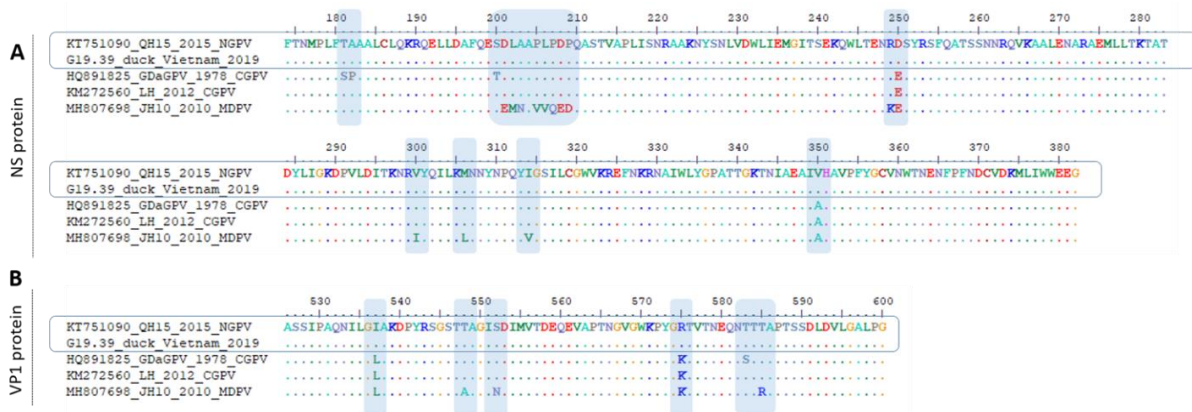 A
NS protein
180 190 200 210 220 230 240 250 260 270 280
KT751090_QH15_2015_NGPV FTNMPLFTAAALCLQKRQELLDAFQESDLAAPLPDPQASTVAPLISNRAAKNYSNLVDWLIEMGITSEKQWLTENRDSYRSFQATSSNNRQVKAALENARAEMLLTKTAT
G19.39_duck_Vietnam_2019
HQ891825_GDaGPV_1978_CGPV SP T E
KM272560_LH_2012_CGPV E
MH807698_JH10_2010_MDPV EMN.VVQED KE
290 300 310 320 330 340 350 360 370 380
KT751090_QH15_2015_NGPV DYLIGKDPVLDITKNRVYQILKMNNYNPQYIGSILCGWVKREFNKRNAIWLYGPATTGKTNIAEAIVHAVPFYGCVNWTNENFPFNDCVDKMLIWWEEG
G19.39_duck_Vietnam_2019
HQ891825_GDaGPV_1978_CGPV A
KM272560_LH_2012_CGPV A
MH807698_JH10_2010_MDPV I L V A
B
VP1 protein
530 540 550 560 570 580 590 600
KT751090_QH15_2015_NGPV ASSIPAQNILGIAKDPYRSGSTTAGISDIMVTDEQEVAPTNGVGWKPYGRTVTNEQNTTTAPTSSDLDVLGALPG
G19.39_duck_Vietnam_2019
HQ891825_GDaGPV_1978_CGPV L K S
KM272560_LH_2012_CGPV L K
MH807698_JH10_2010_MDPV L A N K R